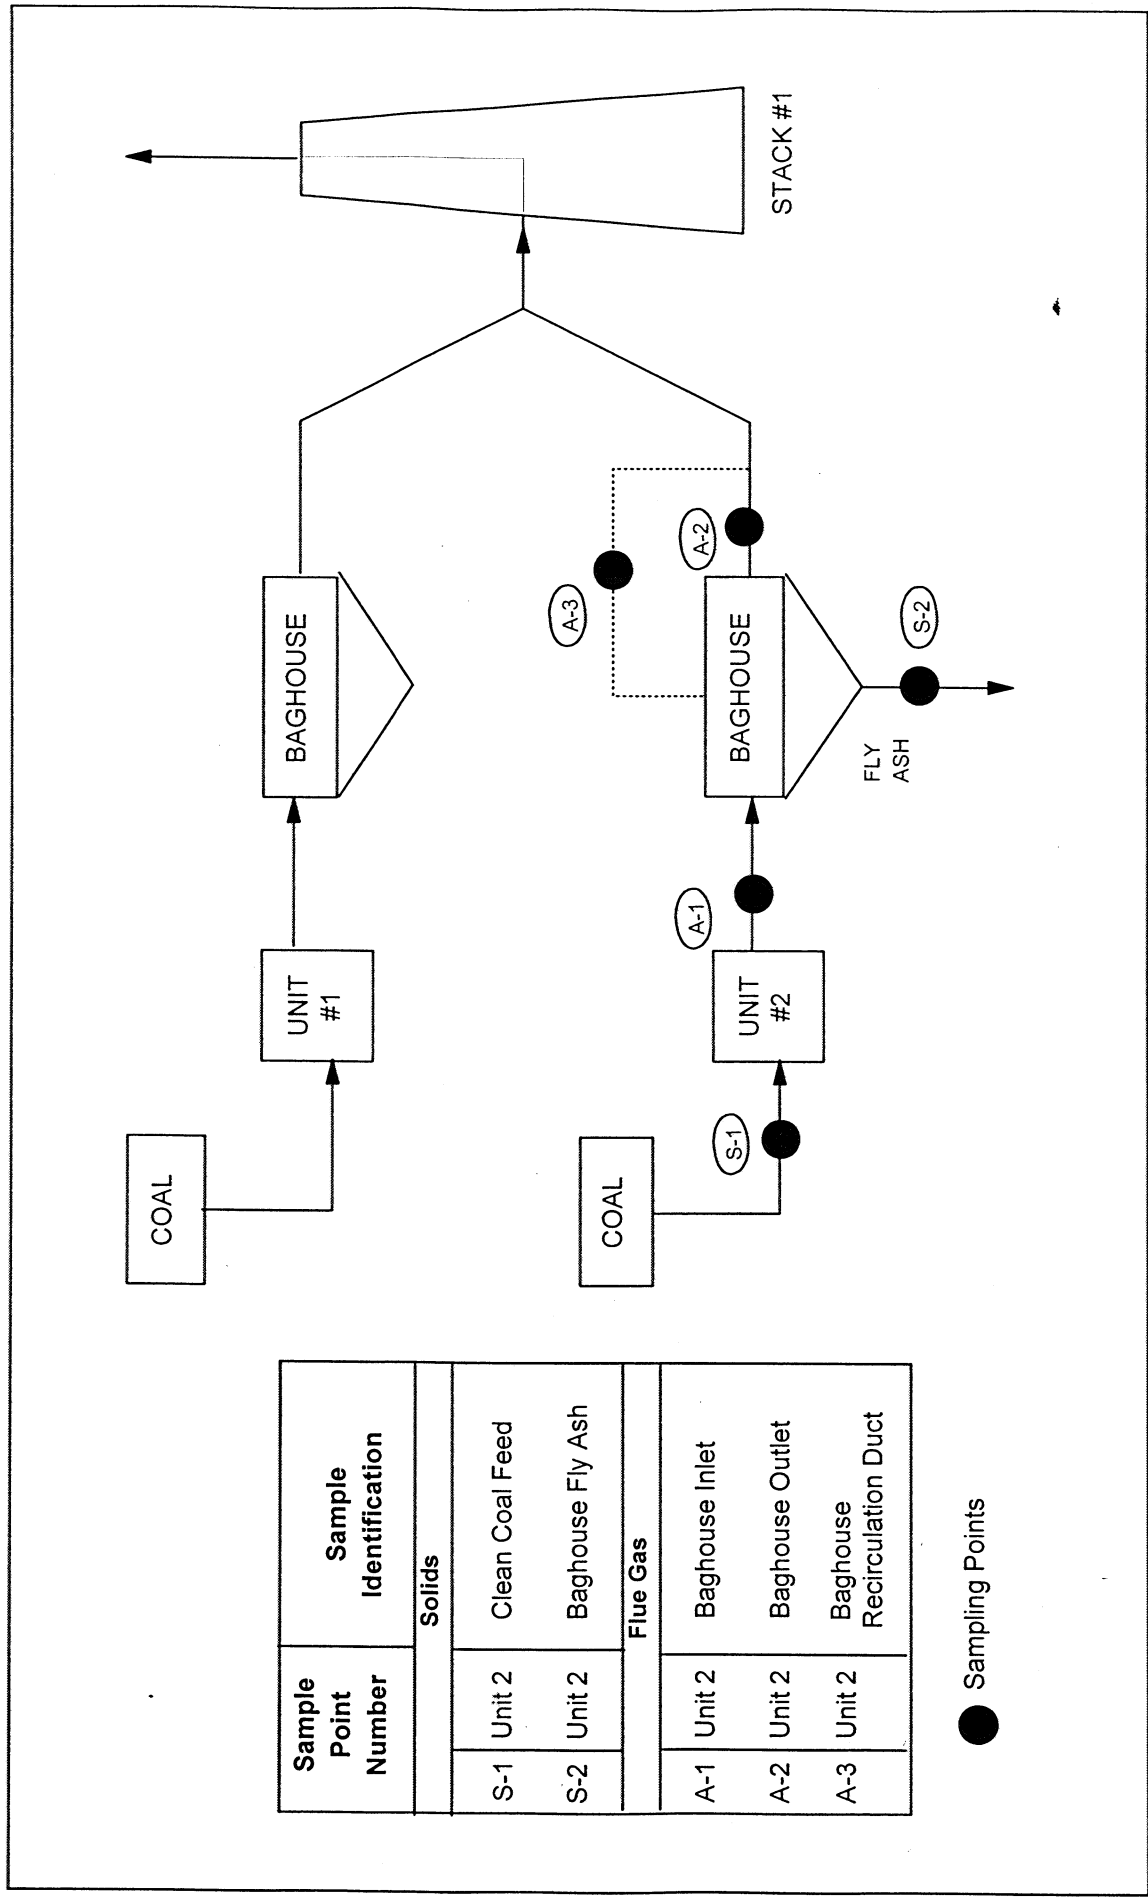 Sample Point Number
Sample Identification
Solids
S-1 Unit 2 Clean Coal Feed
S-2 Unit 2 Baghouse Fly Ash
Flue Gas
A-1 Unit 2 Baghouse Inlet
A-2 Unit 2 Baghouse Outlet
A-3 Unit 2 Baghouse
Recirculation Duct
Sampling Points
COAL
UNIT
#1
BAGHOUSE
STACK #1
COAL
S-1
UNIT
#2
A-1
BAGHOUSE
A-3
A-2
FLY
ASH
S-2